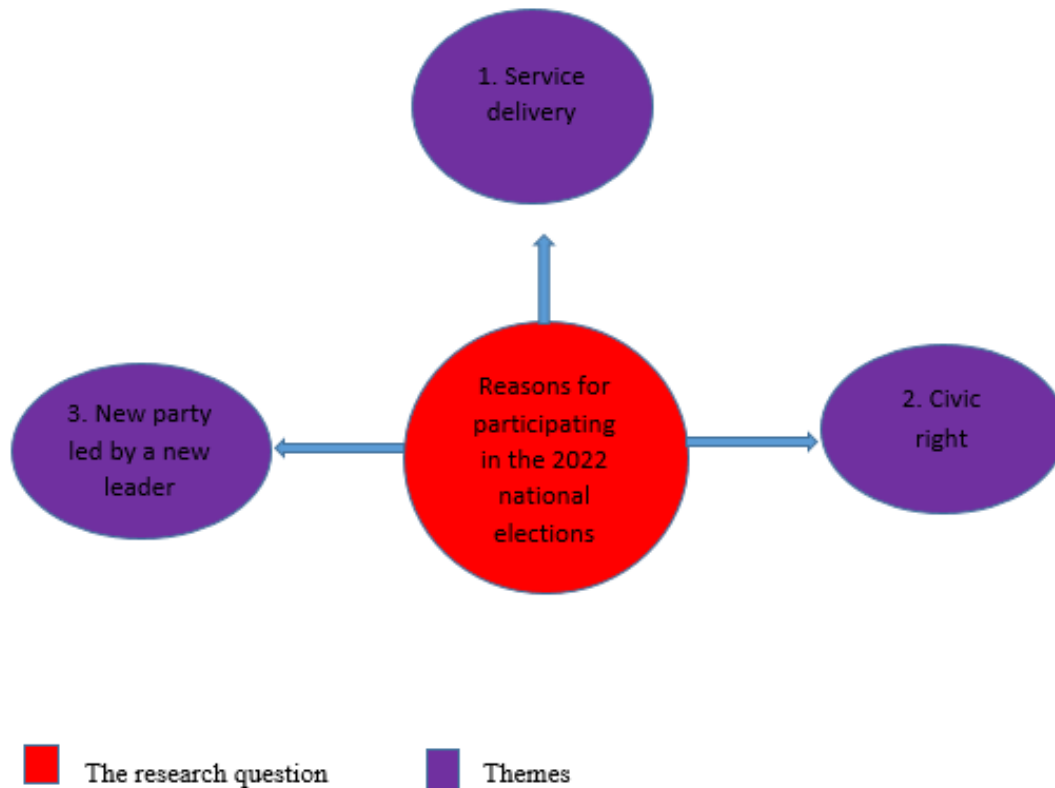 1. Service
delivery
Reasons for
participating
in the 2022
national
elections
2. Civic
right
3. New party
led by a new
leader
The research question
Themes